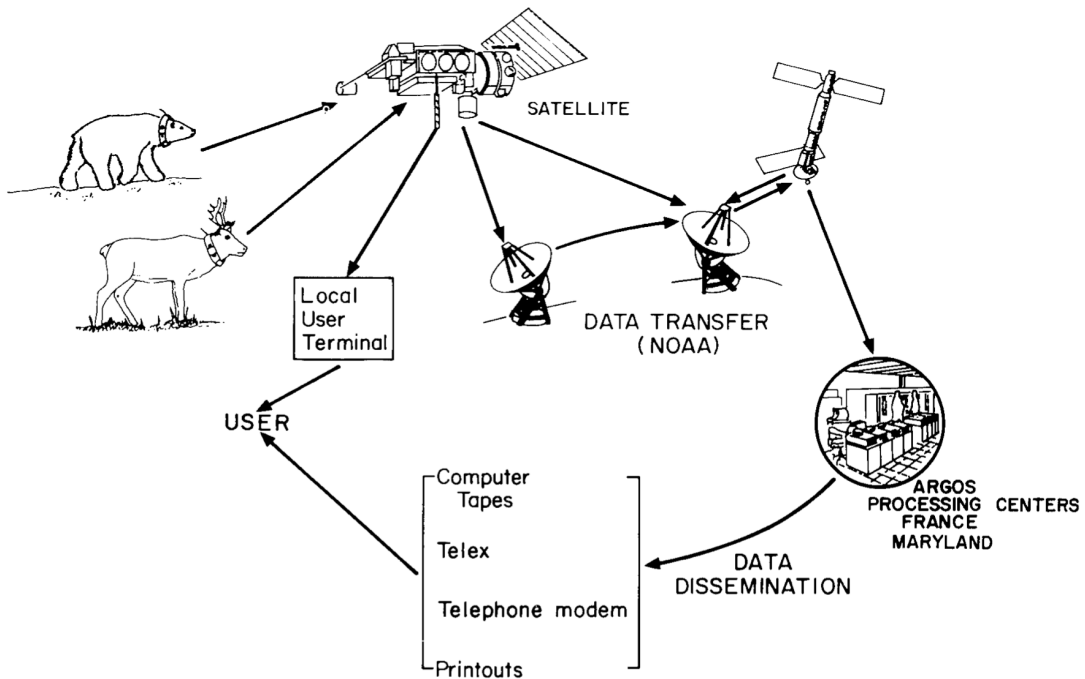 SATELLITE
Local
User
Terminal
DATA TRANSFER
(NOAA)
USER
ARGOS
PROCESSING CENTERS
FRANCE
MARYLAND
Computer
Tapes
Telex
Telephone modem
Printouts
DATA
DISSEMINATION